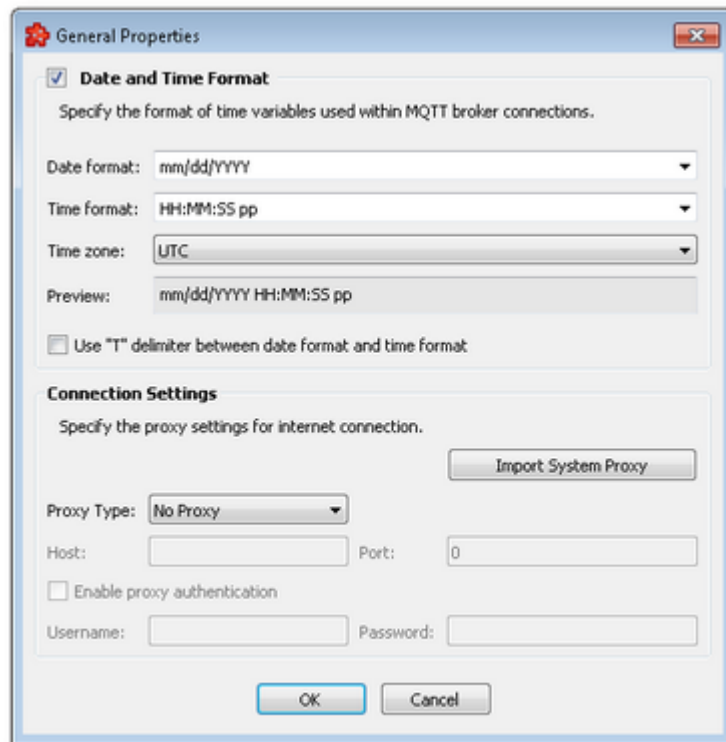 General Properties
Date and Time Format
Specify the format of time variables used within MQTT broker connections.
Date format: mm/dd/YYYY
Time format: HH:MM:SS pp
Time zone: UTC
Preview: mm/dd/YYYY HH:MM:SS pp
Use "T" delimiter between date format and time format
Connection Settings
Specify the proxy settings for internet connection.
Import System Proxy
Proxy Type: No Proxy
Host: Port: 0
Enable proxy authentication
Username: Password:
OK Cancel